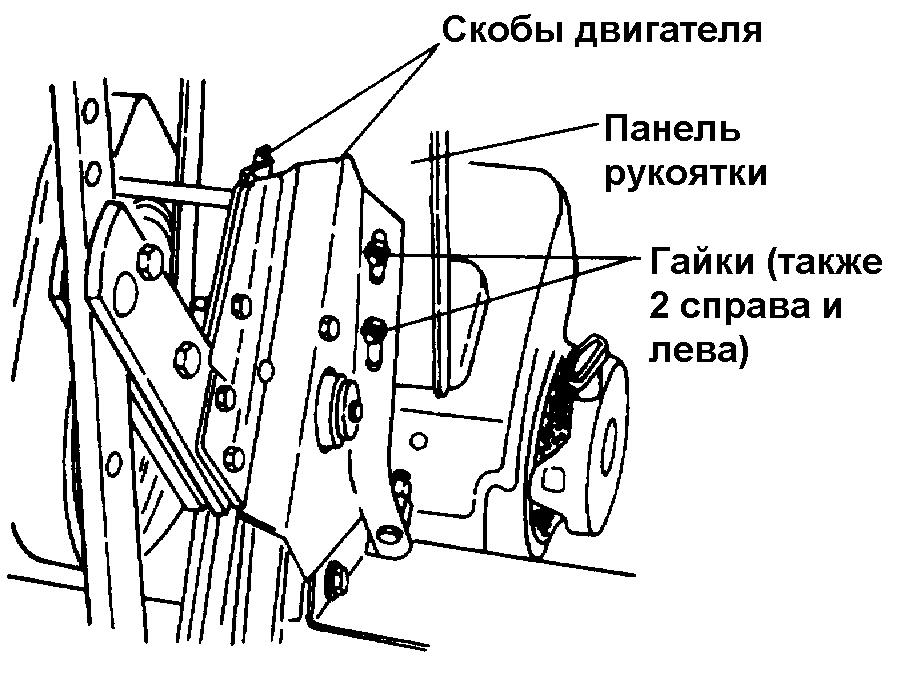 Скобы двигателя
Панель
рукоятки
Гайки (также
2 справа и
лева)